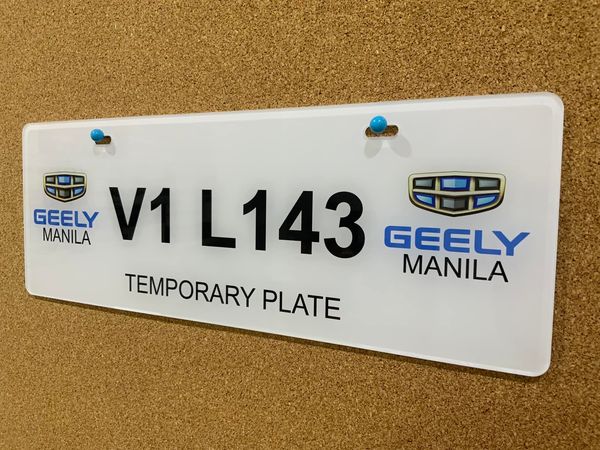 GEELY
MANILA
V1 L143
GEELY
MANILA
TEMPORARY PLATE